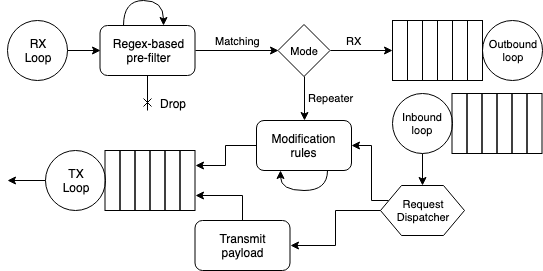 RX
Loop
Regex-based
pre-filter
Matching
Mode
RX
Outbound
loop
Drop
Repeater
Inbound
loop
Modification
rules
TX
Loop
Request
Dispatcher
Transmit
payload